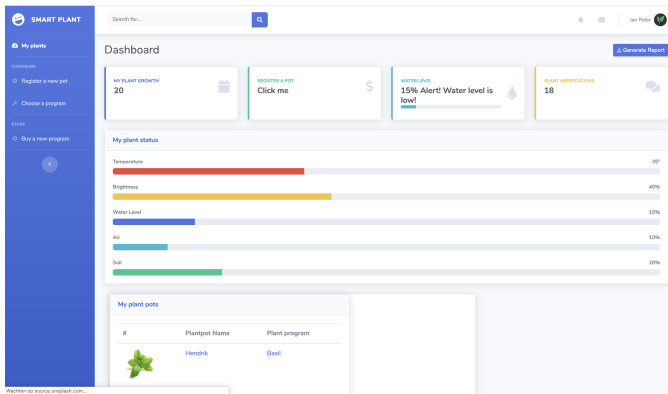 SMART PLANT
Search for...
Jan Peter
My plants
CONFIGURE
Register a new pot
Choose a program
STORE
Buy a new program
Dashboard
Generate Report
MY PLANT GROWTH
20
REGISTER A POT
Click me
WATER LEVEL
15% Alert! Water level is
low!
PLANT NOTIFICATIONS
18
My plant status
Temperature 35°
Brightness 40%
Water Level 15%
Air 10%
Soil 20%
My plant pots
# Plantpot Name Plant program
Hendrik Basil
Wachten op source.unsplash.com...